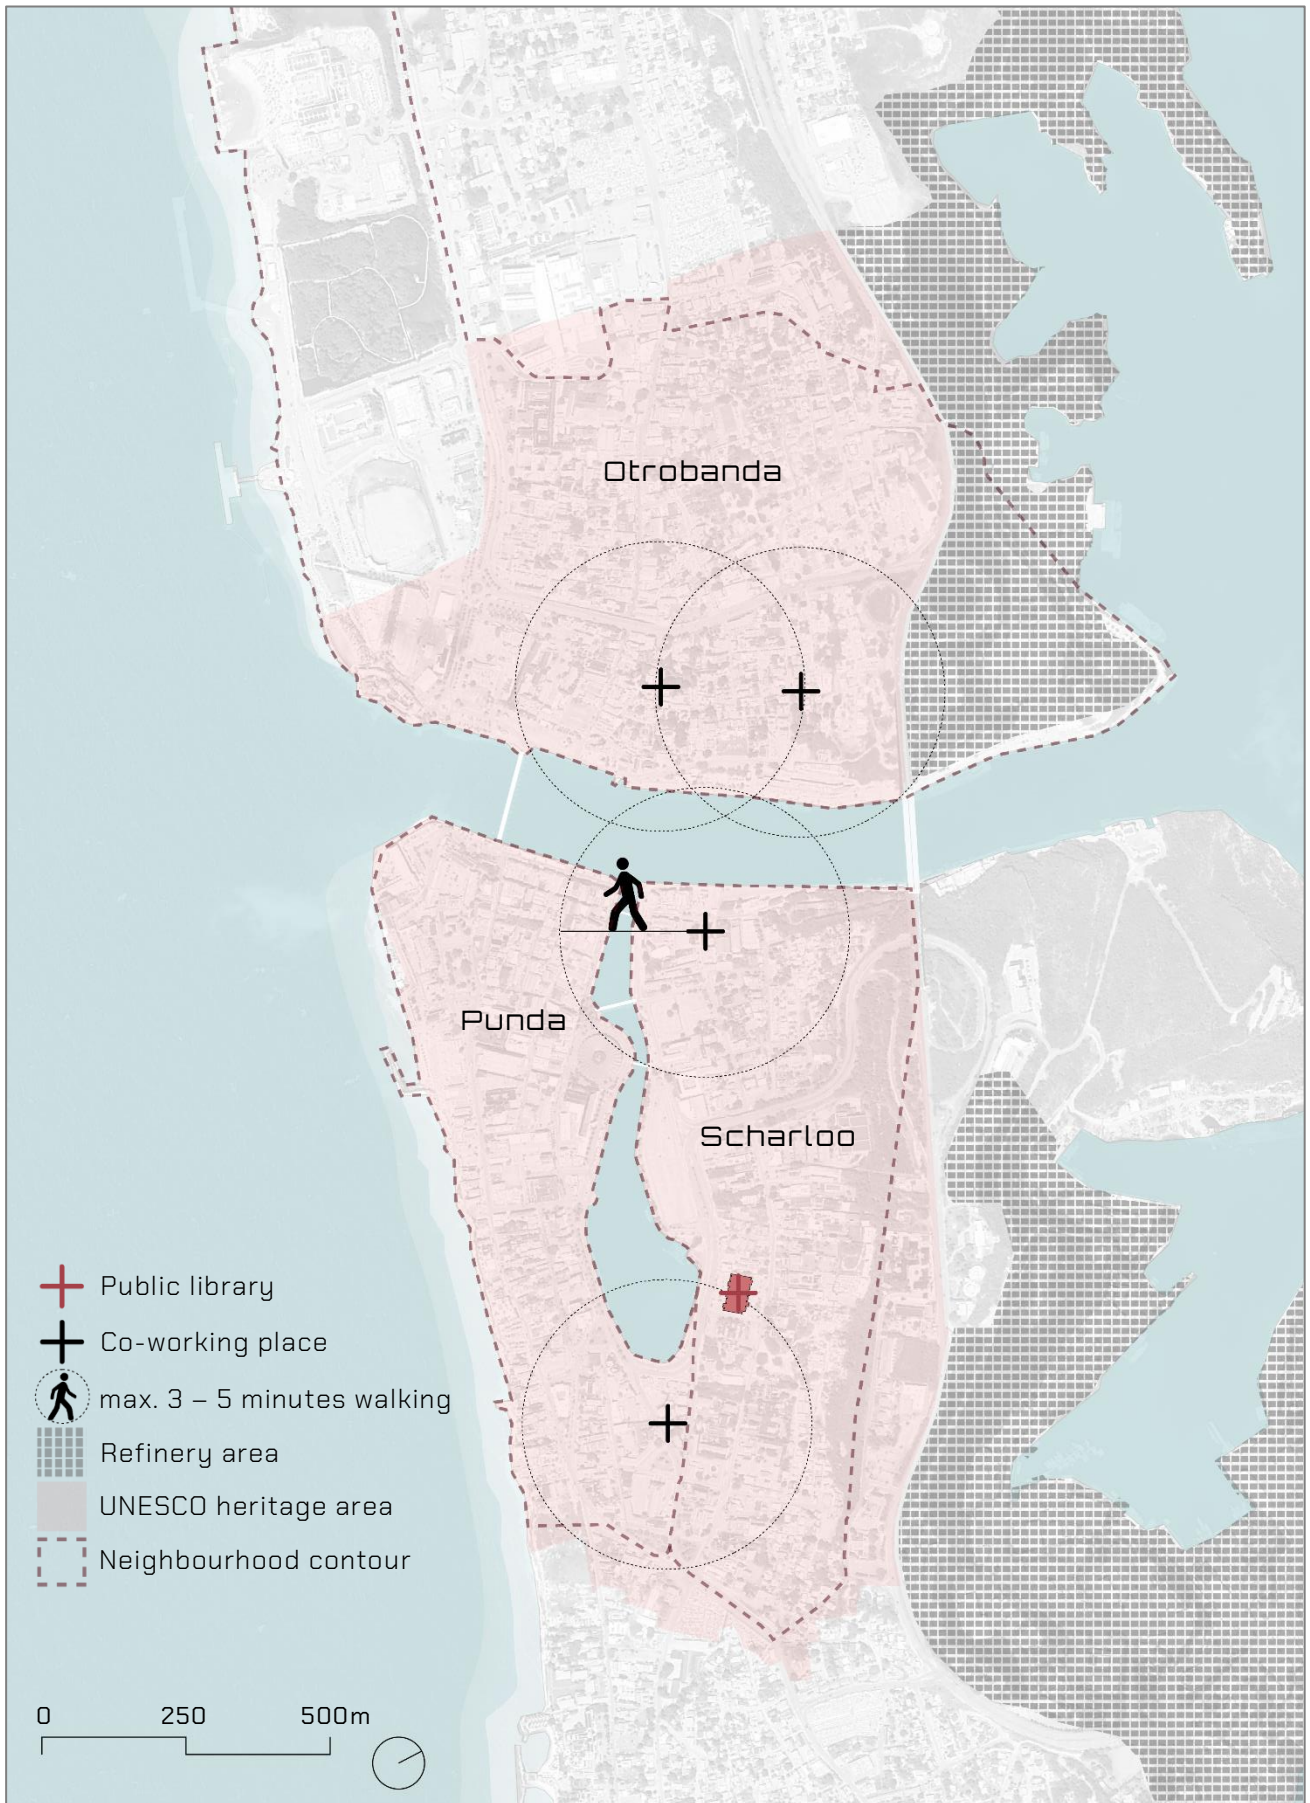 Otrobanda
Punda
Scharloo
Public library
Co-working place
max. 3 – 5 minutes walking
Refinery area
UNESCO heritage area
Neighbourhood contour
0 250 500m